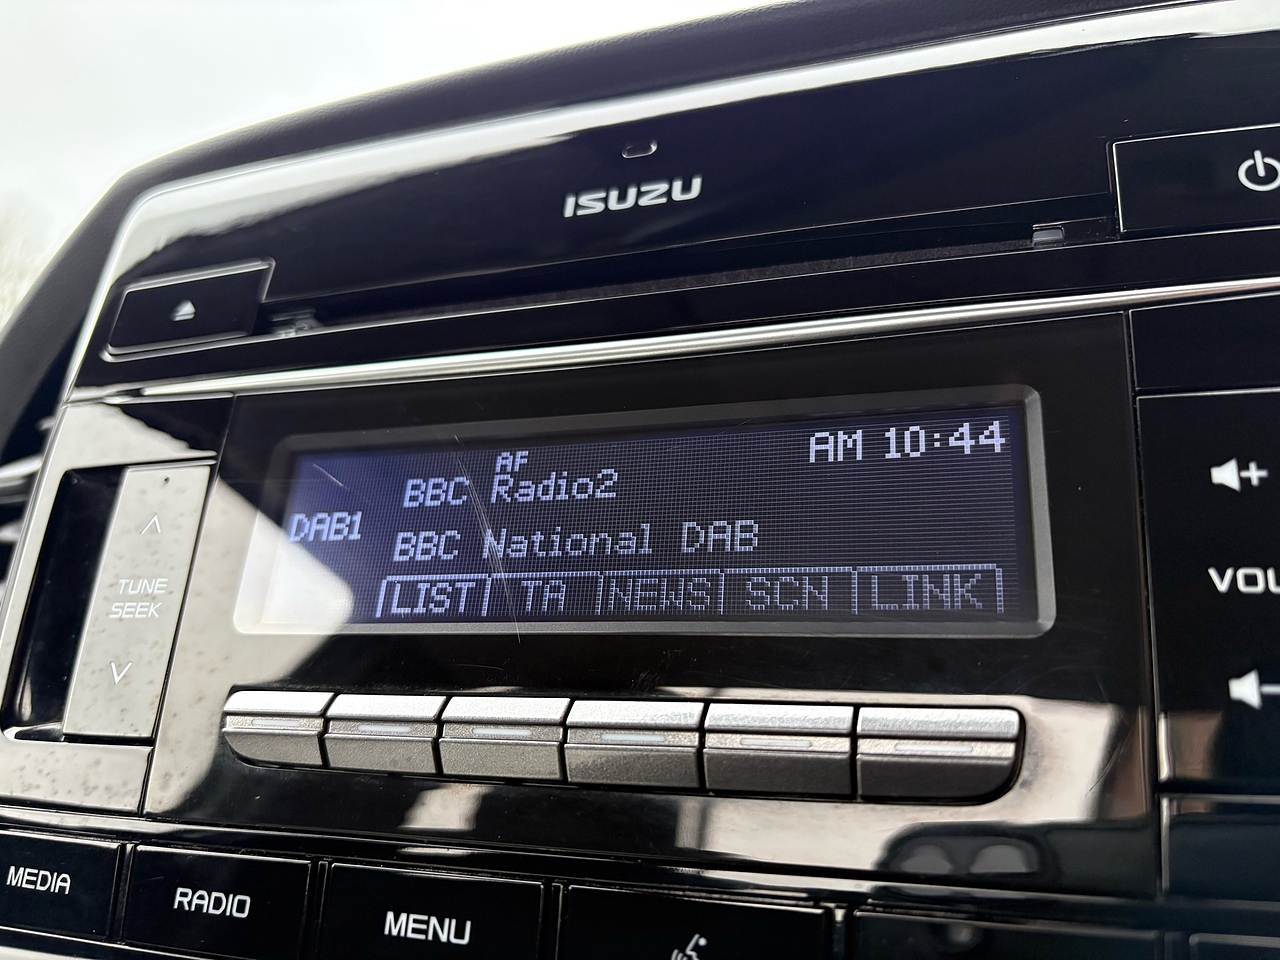 ISUZU
AM 10:44
AF
BBC Radio2
DAB1
BBC National DAB
LIST TA NEWS SCN LINK
TUNE
SEEK
VOL
MEDIA
RADIO
MENU